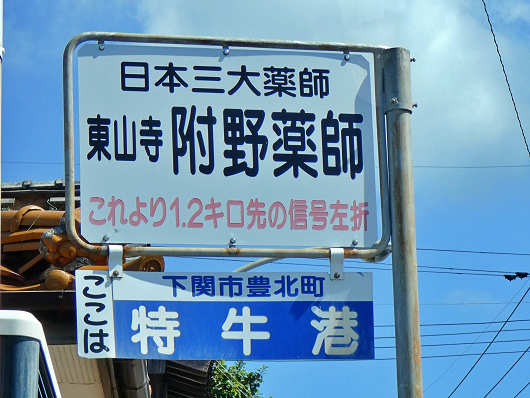 日本三大薬師
東山寺 附野薬師
これより1.2キロ先の信号左折
ここは
下関市豊北町
特牛港